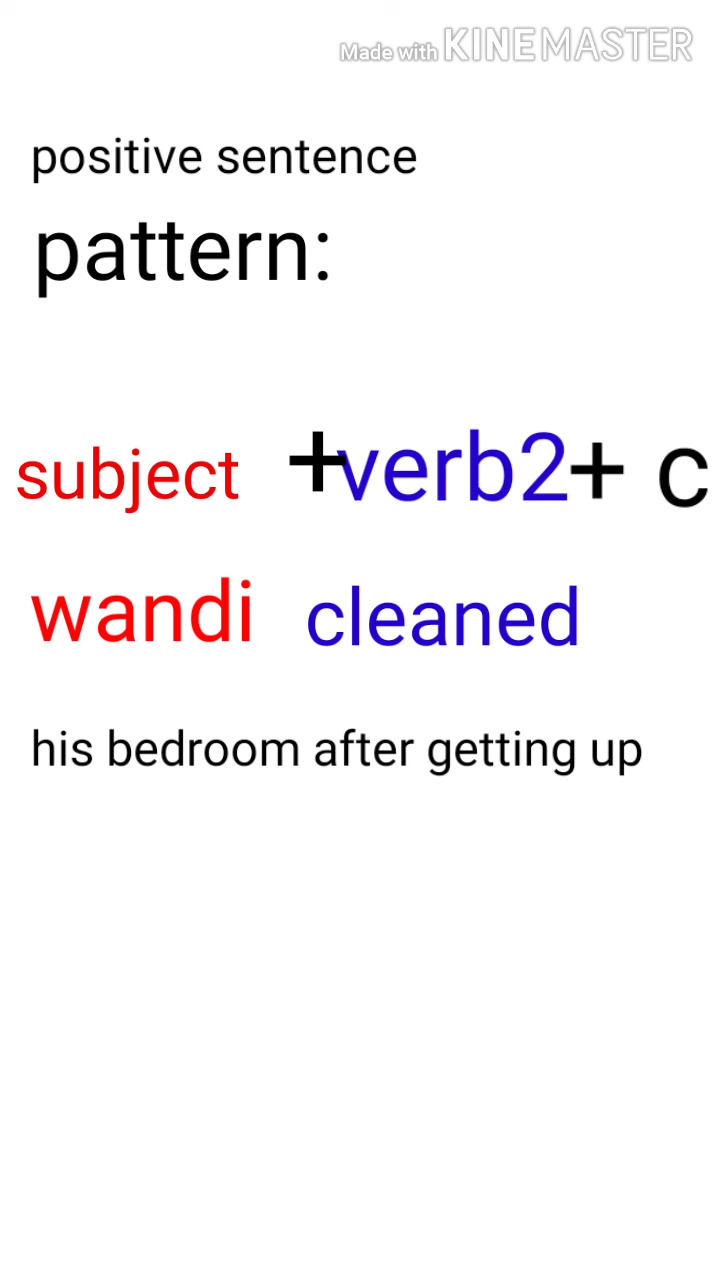 Made with KINEMASTER
positive sentence
pattern:
subject +verb2+ c
wandi cleaned
his bedroom after getting up